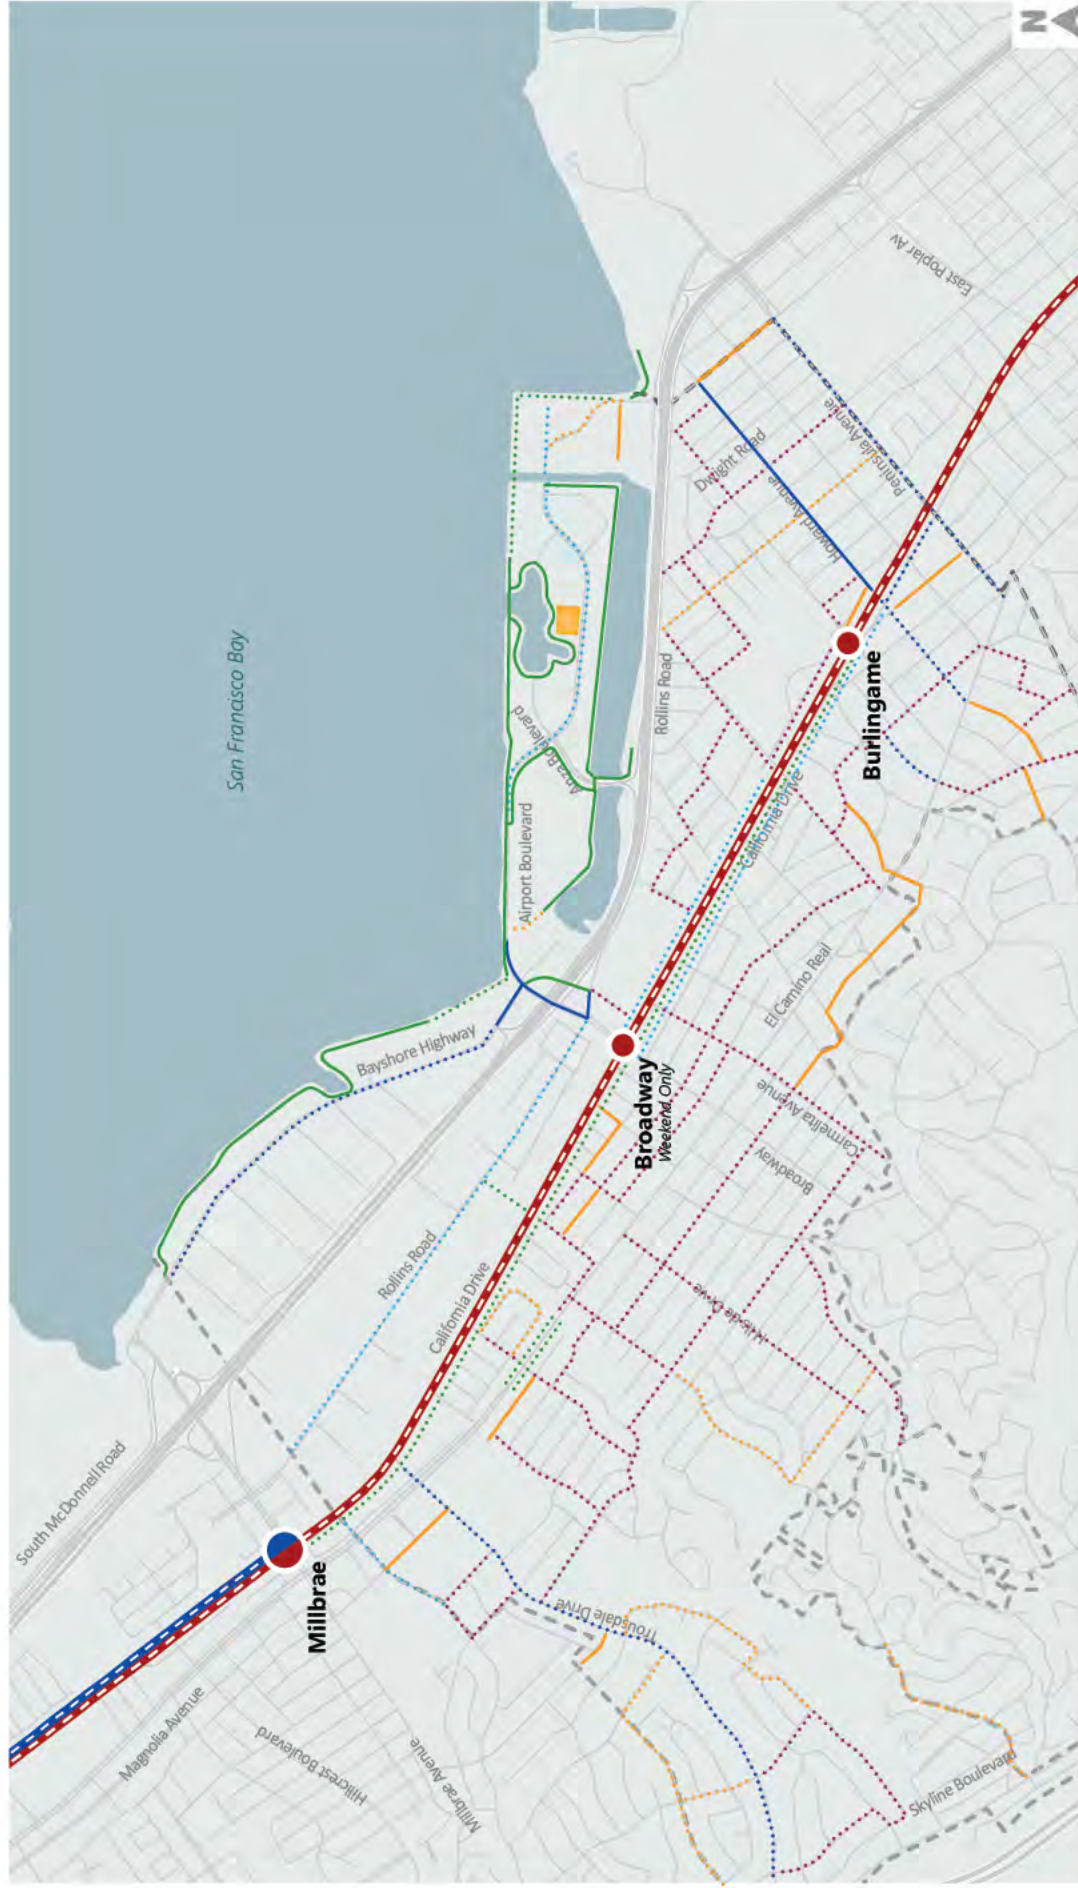 N
San Francisco Bay
East Poplar Av
Peninsula Avenue
Dwight Road
Howard Avenue
Rollins Road
Anza Boulevard
Airport Boulevard
Burlingame
California Drive
El Camino Real
Bayshore Highway
Broadway
Weekend Only
Carmelita Avenue
Broadway
Hillside Drive
Rollins Road
California Drive
South McDonnell Road
Millbrae
Trousdale Drive
Magnolia Avenue
Hillcrest Boulevard
Millbrae Avenue
Skyline Boulevard